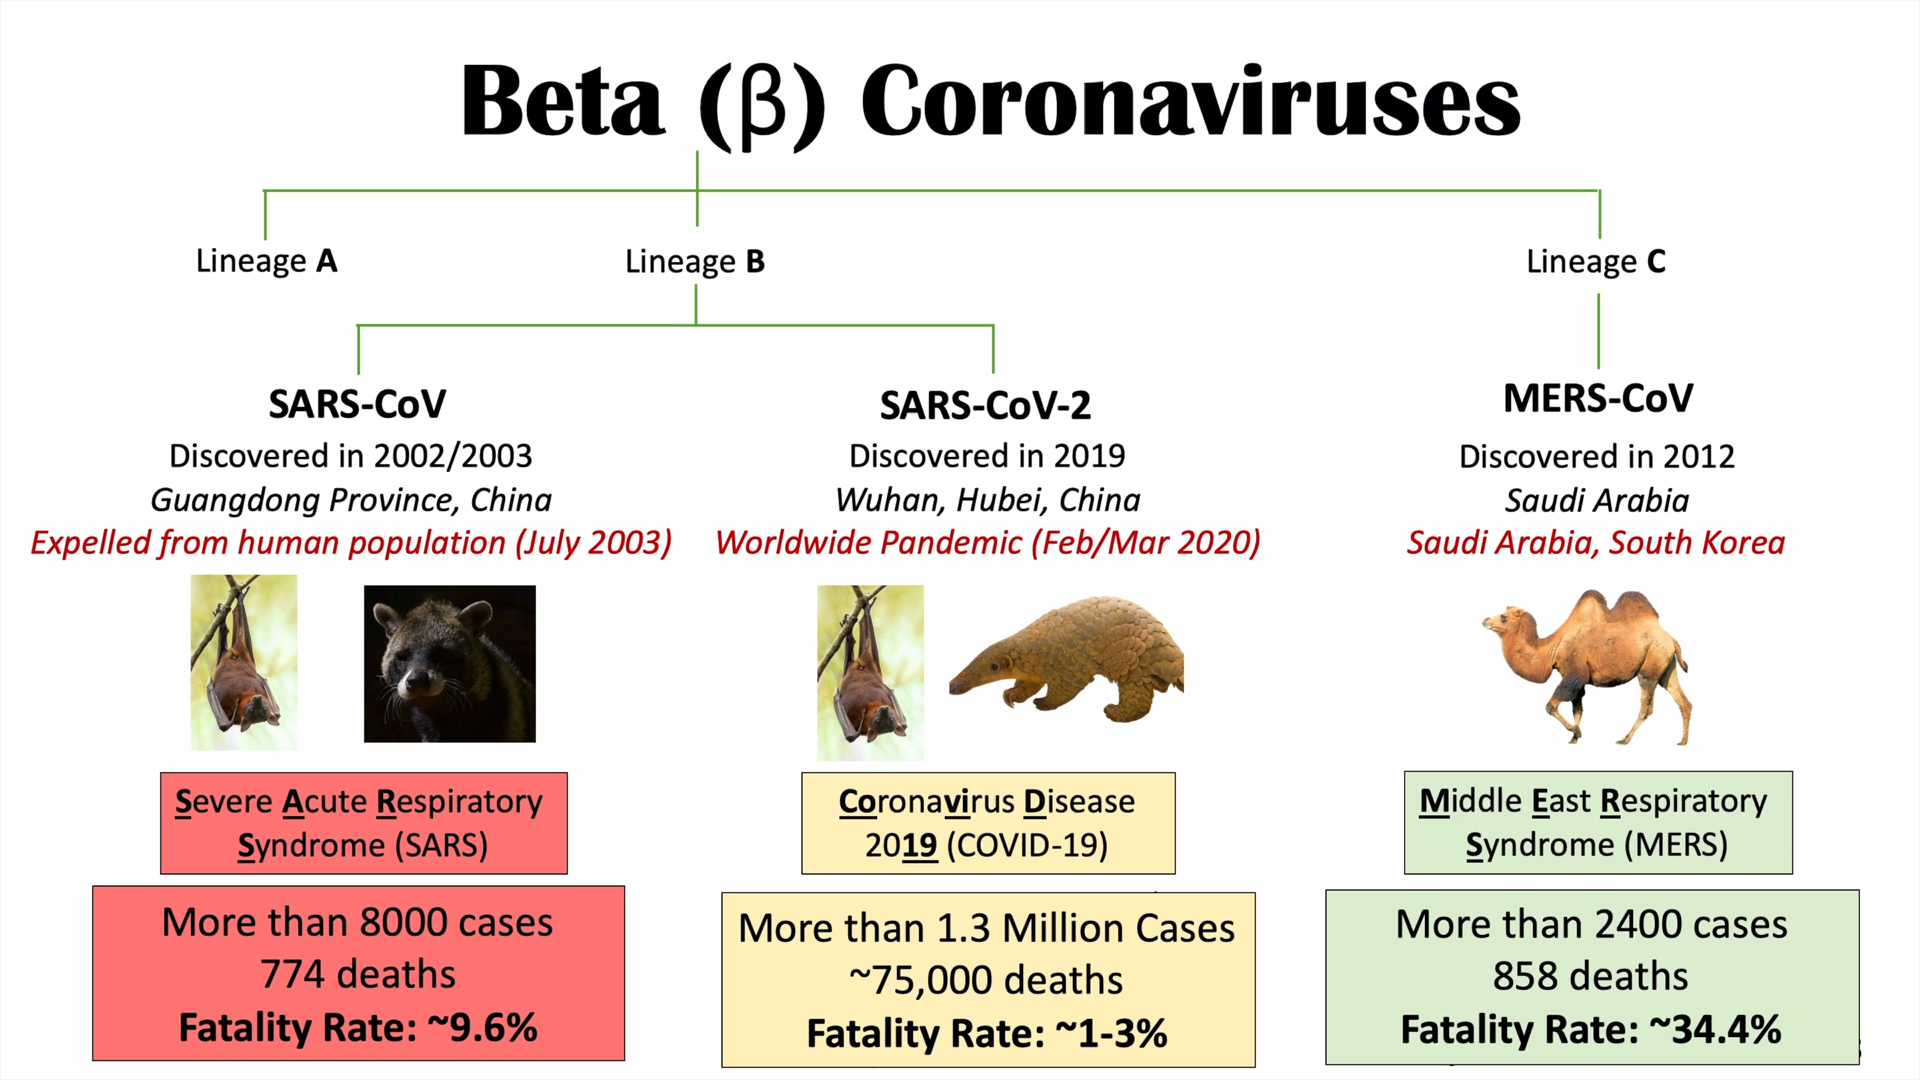 Beta (β) Coronaviruses
Lineage A
Lineage B
Lineage C
SARS-CoV
Discovered in 2002/2003
Guangdong Province, China
Expelled from human population (July 2003)
Severe Acute Respiratory
Syndrome (SARS)
More than 8000 cases
774 deaths
Fatality Rate: ~9.6%
SARS-CoV-2
Discovered in 2019
Wuhan, Hubei, China
Worldwide Pandemic (Feb/Mar 2020)
Coronavirus Disease
2019 (COVID-19)
More than 1.3 Million Cases
~75,000 deaths
Fatality Rate: ~1-3%
MERS-CoV
Discovered in 2012
Saudi Arabia
Saudi Arabia, South Korea
Middle East Respiratory
Syndrome (MERS)
More than 2400 cases
858 deaths
Fatality Rate: ~34.4%